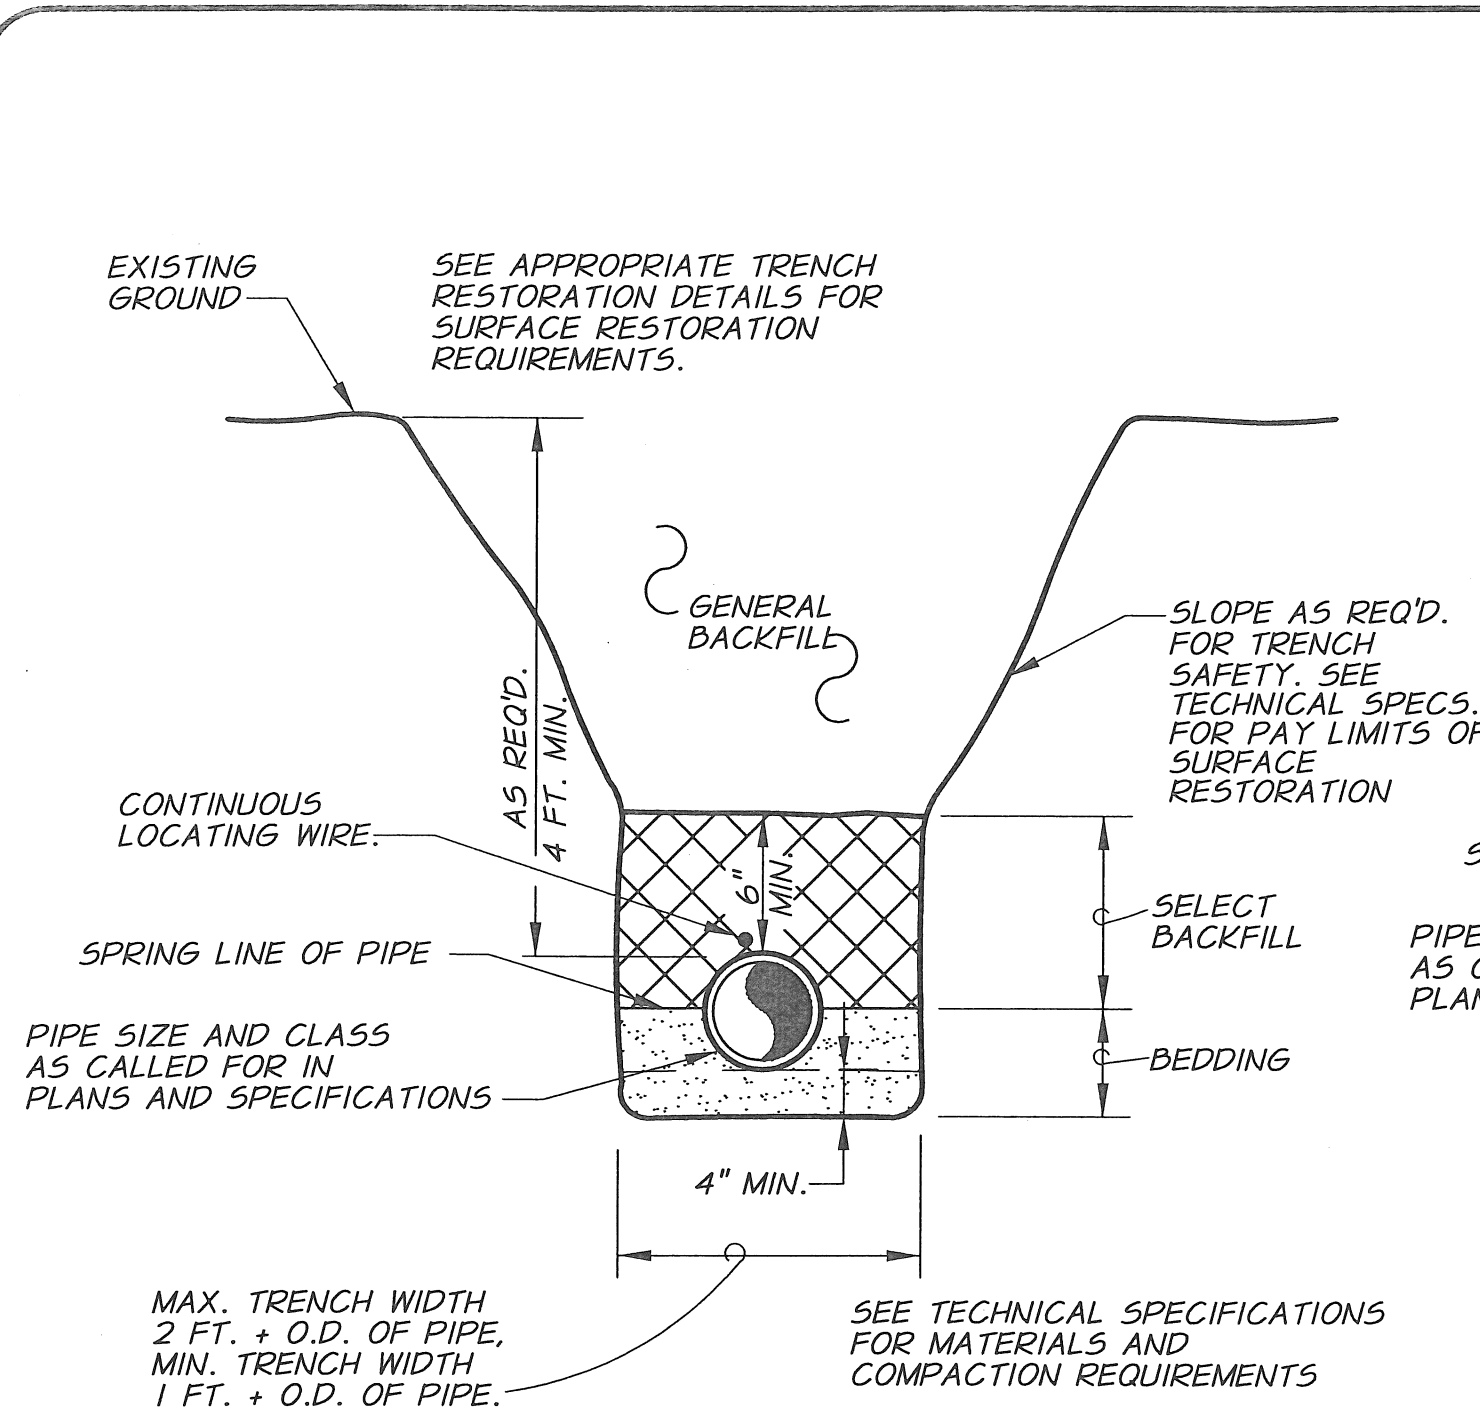 EXISTING
GROUND
SEE APPROPRIATE TRENCH
RESTORATION DETAILS FOR
SURFACE RESTORATION
REQUIREMENTS.
GENERAL
BACKFILL
SLOPE AS REQ'D.
FOR TRENCH
SAFETY. SEE
TECHNICAL SPECS.
FOR PAY LIMITS OF
SURFACE
RESTORATION
AS REQ'D.
4 FT. MIN.
CONTINUOUS
LOCATING WIRE.
6"
MIN.
SELECT
BACKFILL
SPRING LINE OF PIPE
PIPE
AS
PLAN
PIPE SIZE AND CLASS
AS CALLED FOR IN
PLANS AND SPECIFICATIONS
BEDDING
4" MIN.
MAX. TRENCH WIDTH
2 FT. + O.D. OF PIPE,
MIN. TRENCH WIDTH
1 FT. + O.D. OF PIPE.
SEE TECHNICAL SPECIFICATIONS
FOR MATERIALS AND
COMPACTION REQUIREMENTS